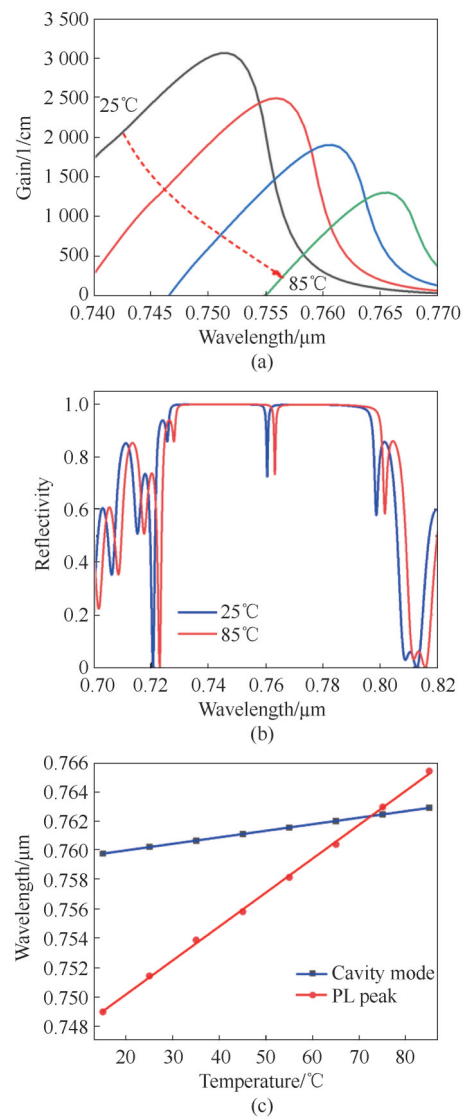 3 500
3 000
2 500
2 000
1 500
1 000
500
0
Gain/1/cm
25℃
85℃
0.740 0.745 0.750 0.755 0.760 0.765 0.770
Wavelength/μm
(a)
1.0
0.8
0.6
0.4
0.2
0
Reflectivity
25℃
85℃
0.70 0.72 0.74 0.76 0.78 0.80 0.82
Wavelength/μm
(b)
0.766
0.764
0.762
0.760
0.758
0.756
0.754
0.752
0.750
0.748
Wavelength/μm
Cavity mode
PL peak
20 30 40 50 60 70 80
Temperature/℃
(c)